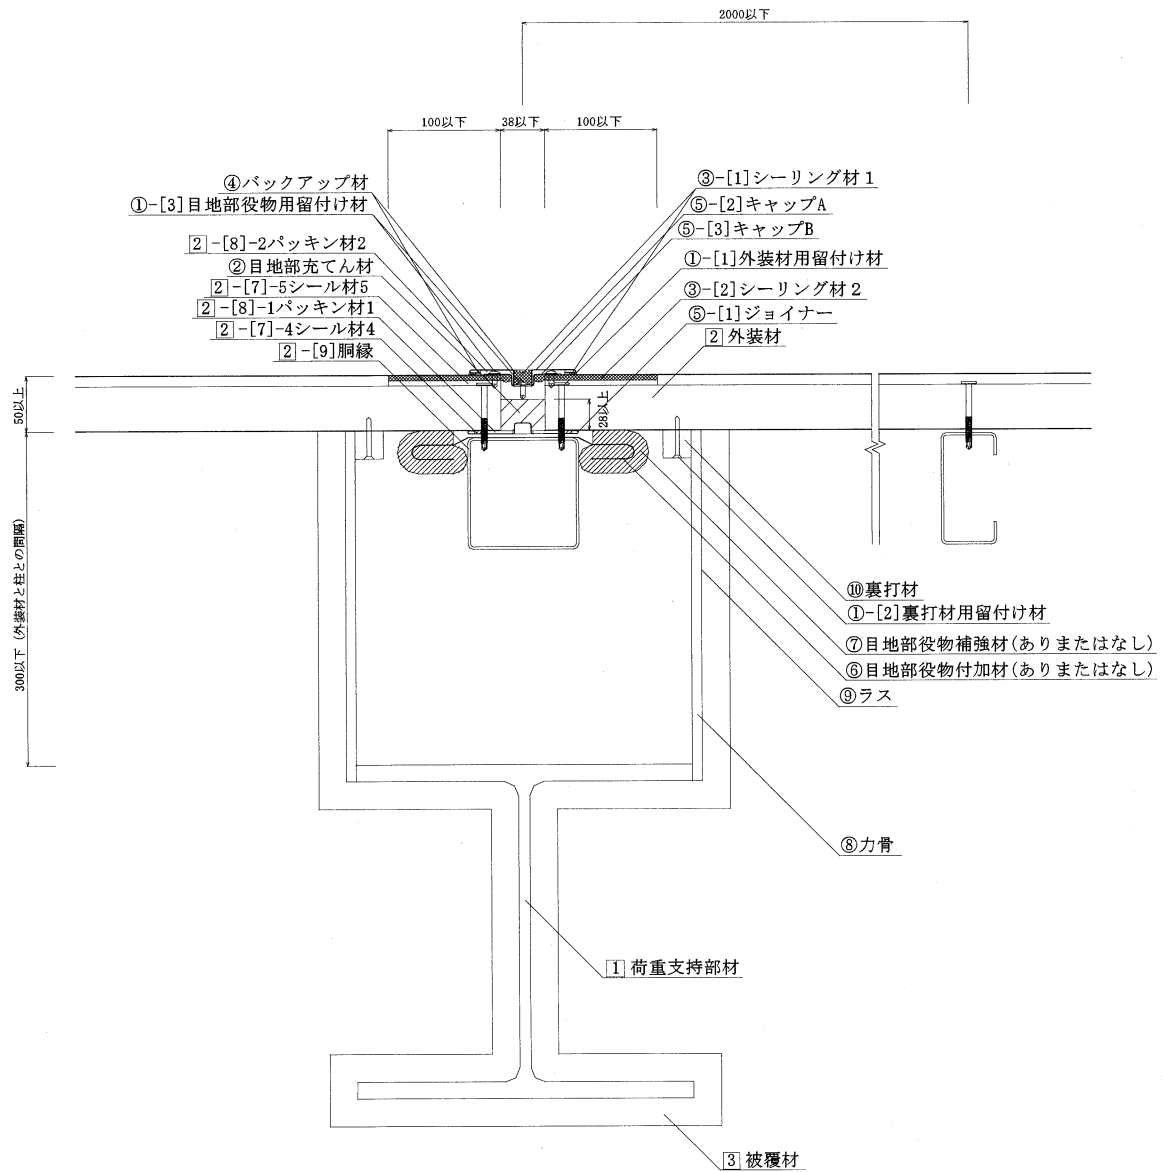 2000以下
100以下
38以下
100以下
④バックアップ材
①-[3]目地部役物用留付け材
2-[8]-2パッキン材2
②目地部充てん材
2-[7]-5シール材5
2-[8]-1パッキン材1
2-[7]-4シール材4
2-[9]胴縁
③-[1]シーリング材1
⑤-[2]キャップA
⑤-[3]キャップB
①-[1]外装材用留付け材
③-[2]シーリング材2
⑤-[1]ジョイナー
2 外装材
50以上
28以上
300以下 (外装材と柱との間隔)
⑩裏打材
①-[2]裏打材用留付け材
⑦目地部役物補強材(ありまたはなし)
⑥目地部役物付加材(ありまたはなし)
⑨ラス
⑧力骨
1 荷重支持部材
3 被覆材